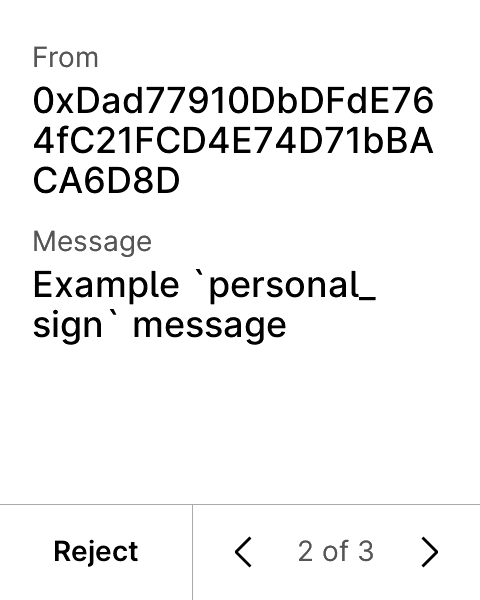 From
0xDad77910DbDFdE76
4fC21FCD4E74D71bBA
CA6D8D
Message
Example `personal_
sign` message
Reject
2 of 3